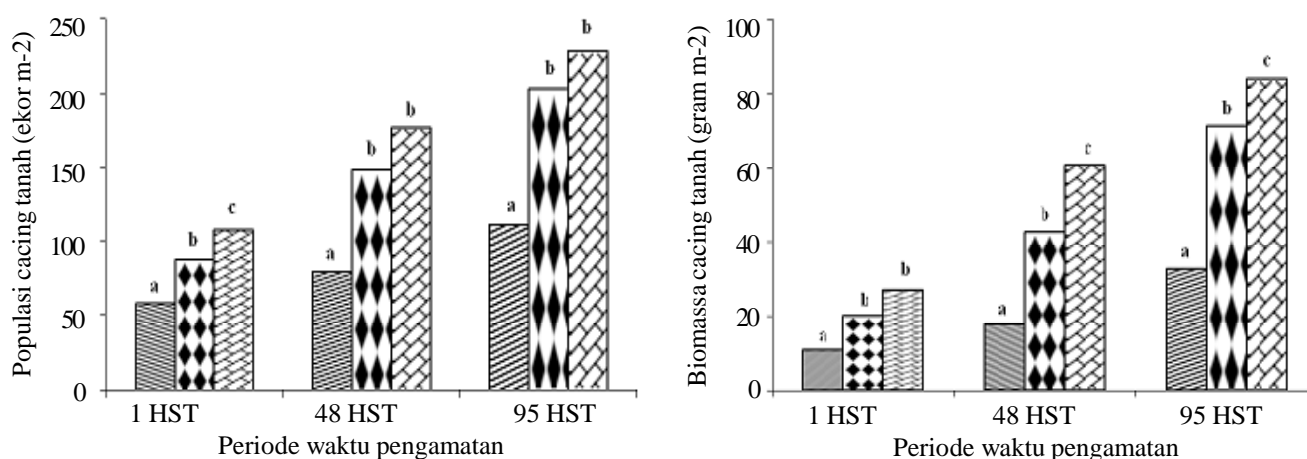 Populasi cacing tanah (ekor m-2)
250
200
150
100
50
0
a
b
c
a
b
b
a
b
b
1 HST
48 HST
95 HST
Periode waktu pengamatan
Biomassa cacing tanah (gram m-2)
100
80
60
40
20
0
a
b
b
a
b
c
a
b
c
1 HST
48 HST
95 HST
Periode waktu pengamatan